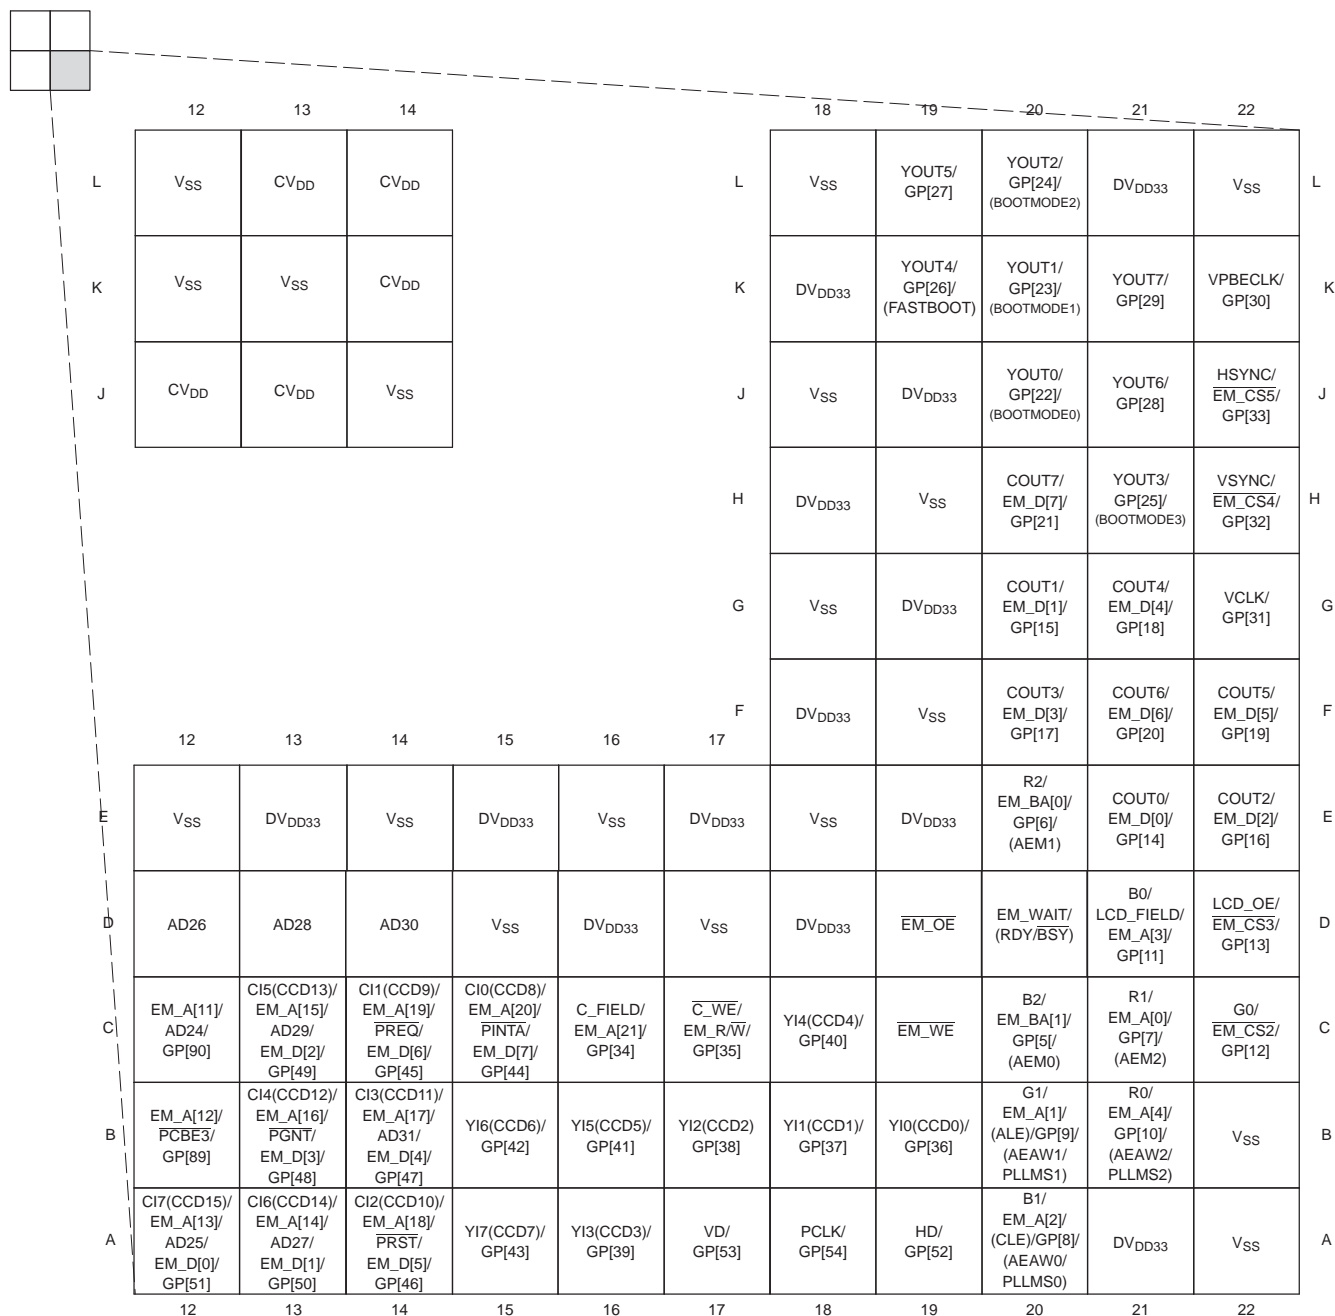 12 13 14 18 19 20 21 22
L VSS CVDD CVDD L VSS YOUT5/ GP[27] YOUT2/ GP[24]/ (BOOTMODE2) DVDD33 VSS L
K VSS VSS CVDD K DVDD33 YOUT4/ GP[26]/ (FASTBOOT) YOUT1/ GP[23]/ (BOOTMODE1) YOUT7/ GP[29] VPBECLK/ GP[30] K
J CVDD CVDD VSS J VSS DVDD33 YOUT0/ GP[22]/ (BOOTMODE0) YOUT6/ GP[28] HSYNC/ EM_CS5/ GP[33] J
H DVDD33 VSS COUT7/ EM_D[7]/ GP[21] YOUT3/ GP[25]/ (BOOTMODE3) VSYNC/ EM_CS4/ GP[32] H
G VSS DVDD33 COUT1/ EM_D[1]/ GP[15] COUT4/ EM_D[4]/ GP[18] VCLK/ GP[31] G
F DVDD33 VSS COUT3/ EM_D[3]/ GP[17] COUT6/ EM_D[6]/ GP[20] COUT5/ EM_D[5]/ GP[19] F
12 13 14 15 16 17
E VSS DVDD33 VSS DVDD33 VSS DVDD33 VSS DVDD33 R2/ EM_BA[0]/ GP[6]/ (AEM1) COUT0/ EM_D[0]/ GP[14] COUT2/ EM_D[2]/ GP[16] E
D AD26 AD28 AD30 VSS DVDD33 VSS DVDD33 EM_OE EM_WAIT/ (RDY/BSY) B0/ LCD_FIELD/ EM_A[3]/ GP[11] LCD_OE/ EM_CS3/ GP[13] D
C EM_A[11]/ AD24/ GP[90] CI5(CCD13)/ EM_A[15]/ AD29/ EM_D[2]/ GP[49] CI1(CCD9)/ EM_A[19]/ PREQ/ EM_D[6]/ GP[45] CI0(CCD8)/ EM_A[20]/ PINTA/ EM_D[7]/ GP[44] C_FIELD/ EM_A[21]/ GP[34] C_WE/ EM_R/W/ GP[35] YI4(CCD4)/ GP[40] EM_WE B2/ EM_BA[1]/ GP[5[/ (AEM0) R1/ EM_A[0]/ GP[7]/ (AEM2) G0/ EM_CS2/ GP[12] C
B EM_A[12]/ PCBE3/ GP[89] CI4(CCD12)/ EM_A[16]/ PGNT/ EM_D[3]/ GP[48] CI3(CCD11)/ EM_A[17]/ AD31/ EM_D[4]/ GP[47] YI6(CCD6)/ GP[42] YI5(CCD5)/ GP[41] YI2(CCD2) GP[38] YI1(CCD1)/ GP[37] YI0(CCD0)/ GP[36] G1/ EM_A[1]/ (ALE)/GP[9]/ (AEAW1/ PLLMS1) R0/ EM_A[4]/ GP[10]/ (AEAW2/ PLLMS2) VSS B
A CI7(CCD15)/ EM_A[13]/ AD25/ EM_D[0]/ GP[51] CI6(CCD14)/ EM_A[14]/ AD27/ EM_D[1]/ GP[50] CI2(CCD10)/ EM_A[18]/ PRST/ EM_D[5]/ GP[46] YI7(CCD7)/ GP[43] YI3(CCD3)/ GP[39] VD/ GP[53] PCLK/ GP[54] HD/ GP[52] B1/ EM_A[2]/ (CLE)/GP[8]/ (AEAW0/ PLLMS0) DVDD33 VSS A
12 13 14 15 16 17 18 19 20 21 22